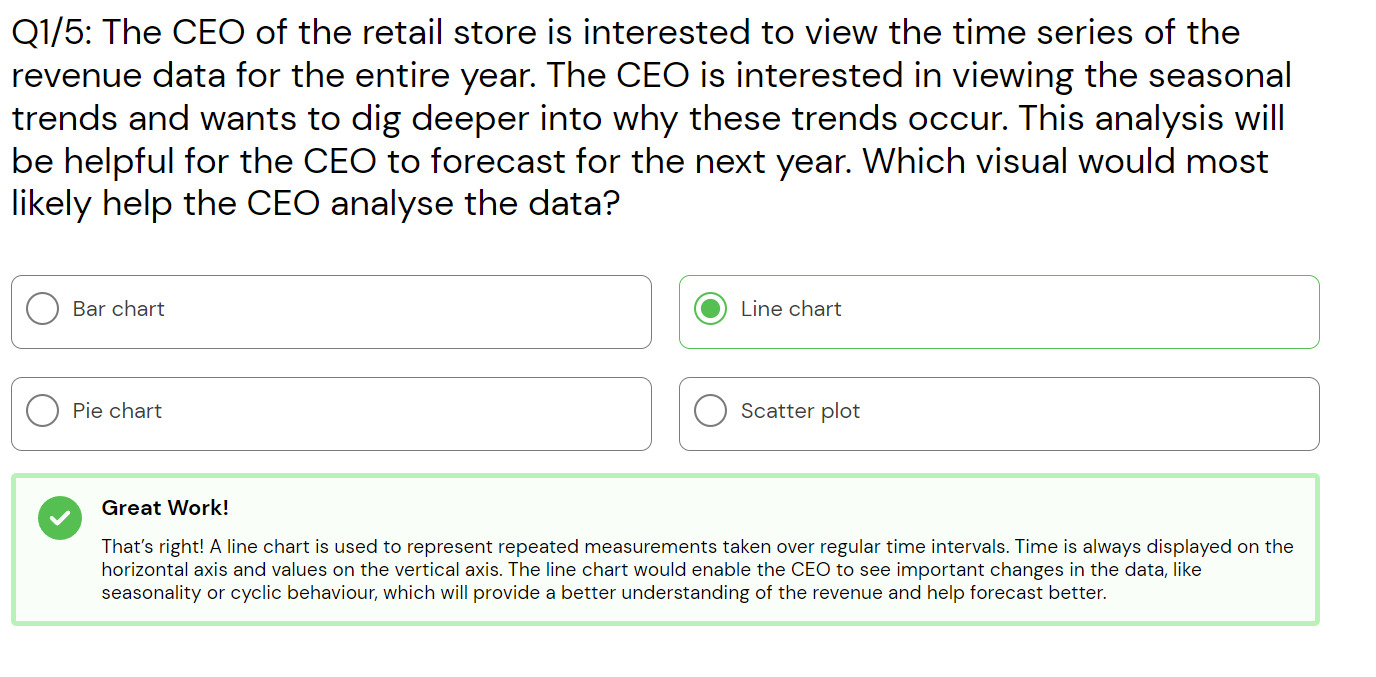 Q1/5: The CEO of the retail store is interested to view the time series of the
revenue data for the entire year. The CEO is interested in viewing the seasonal
trends and wants to dig deeper into why these trends occur. This analysis will
be helpful for the CEO to forecast for the next year. Which visual would most
likely help the CEO analyse the data?
Bar chart
Line chart
Pie chart
Scatter plot
Great Work!
That’s right! A line chart is used to represent repeated measurements taken over regular time intervals. Time is always displayed on the
horizontal axis and values on the vertical axis. The line chart would enable the CEO to see important changes in the data, like
seasonality or cyclic behaviour, which will provide a better understanding of the revenue and help forecast better.